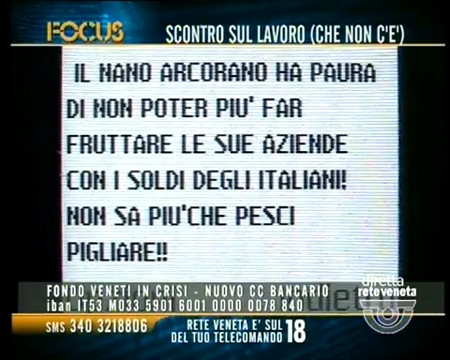 FOCUS
SCONTRO SUL LAVORO (CHE NON C'E')
IL NANO ARCORANO HA PAURA
DI NON POTER PIU' FAR
FRUTTARE LE SUE AZIENDE
CON I SOLDI DEGLI ITALIANI!
NON SA PIU'CHE PESCI
PIGLIARE!!
diretta
reteveneta
FONDO VENETI IN CRISI - NUOVO CC BANCARIO
iban IT53 M033 5901 6001 0000 0078 840
SMS 340 3218806
RETE VENETA E' SUL
DEL TUO TELECOMANDO 18